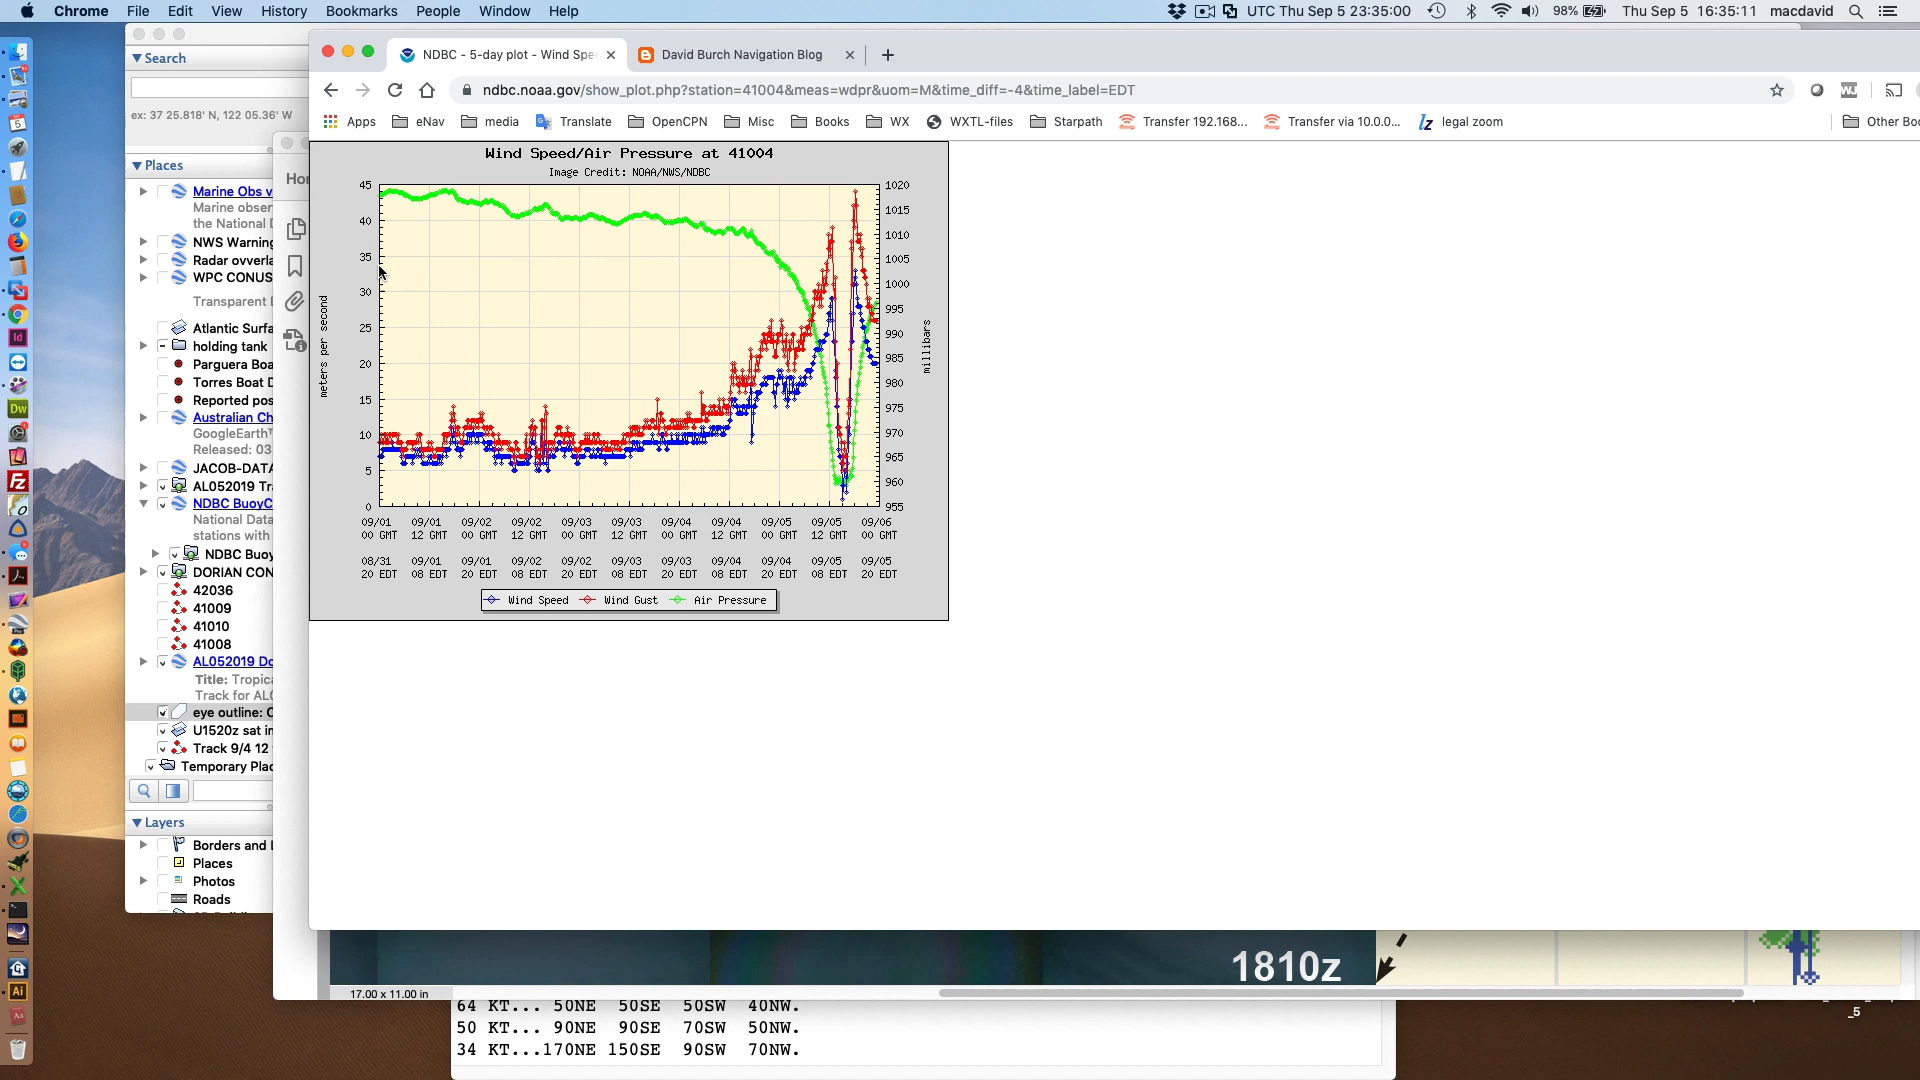 Chrome File Edit View History Bookmarks People Window Help
UTC Thu Sep 5 23:35:00 98% Thu Sep 5 16:35:11 macdavid
Search
ex: 37 25.818' N, 122 05.36' W
Places
Marine Obs v
Marine obser
the National D
NWS Warning
Radar ovverla
WPC CONUS
Transparent
Atlantic Surfa
holding tank
Parguera Boa
Torres Boat D
Reported pos
Australian Ch
GoogleEarth
Released: 03
JACOB-DATA
AL052019 Tr
NDBC BuoyC
National Data
stations with
NDBC Buoy
DORIAN CON
42036
41009
41010
41008
AL052019 Do
Title: Tropica
Track for AL
eye outline: C
U1520z sat in
Track 9/4 12
Temporary Plac
Layers
Borders and
Places
Photos
Roads
Hor
NDBC - 5-day plot - Wind Spe
David Burch Navigation Blog
ndbc.noaa.gov/show_plot.php?station=41004&meas=wdpr&uom=M&time_diff=-4&time_label=EDT
Apps eNav media Translate OpenCPN Misc Books WX WXTL-files Starpath Transfer 192.168... Transfer via 10.0.0... legal zoom Other Boo
Wind Speed/Air Pressure at 41004
Image Credit: NOAA/NWS/NDBC
45 1020
40 1015
35 1010
30 1005
25 1000
20 995
15 990
10 985
5 980
0 975
970
965
960
955
meters per second
millibars
09/01 09/01 09/02 09/02 09/03 09/03 09/04 09/04 09/05 09/05 09/06
00 GMT 12 GMT 00 GMT 12 GMT 00 GMT 12 GMT 00 GMT 12 GMT 00 GMT 12 GMT 00 GMT
08/31 09/01 09/01 09/02 09/02 09/03 09/03 09/04 09/04 09/05 09/05
20 EDT 08 EDT 20 EDT 08 EDT 20 EDT 08 EDT 20 EDT 08 EDT 20 EDT 08 EDT 20 EDT
Wind Speed Wind Gust Air Pressure
1810z
17.00 x 11.00 in
64 KT... 50NE 50SE 50SW 40NW.
50 KT... 90NE 90SE 70SW 50NW.
34 KT...170NE 150SE 90SW 70NW.
_5
Id
Dw
Fz
Ai